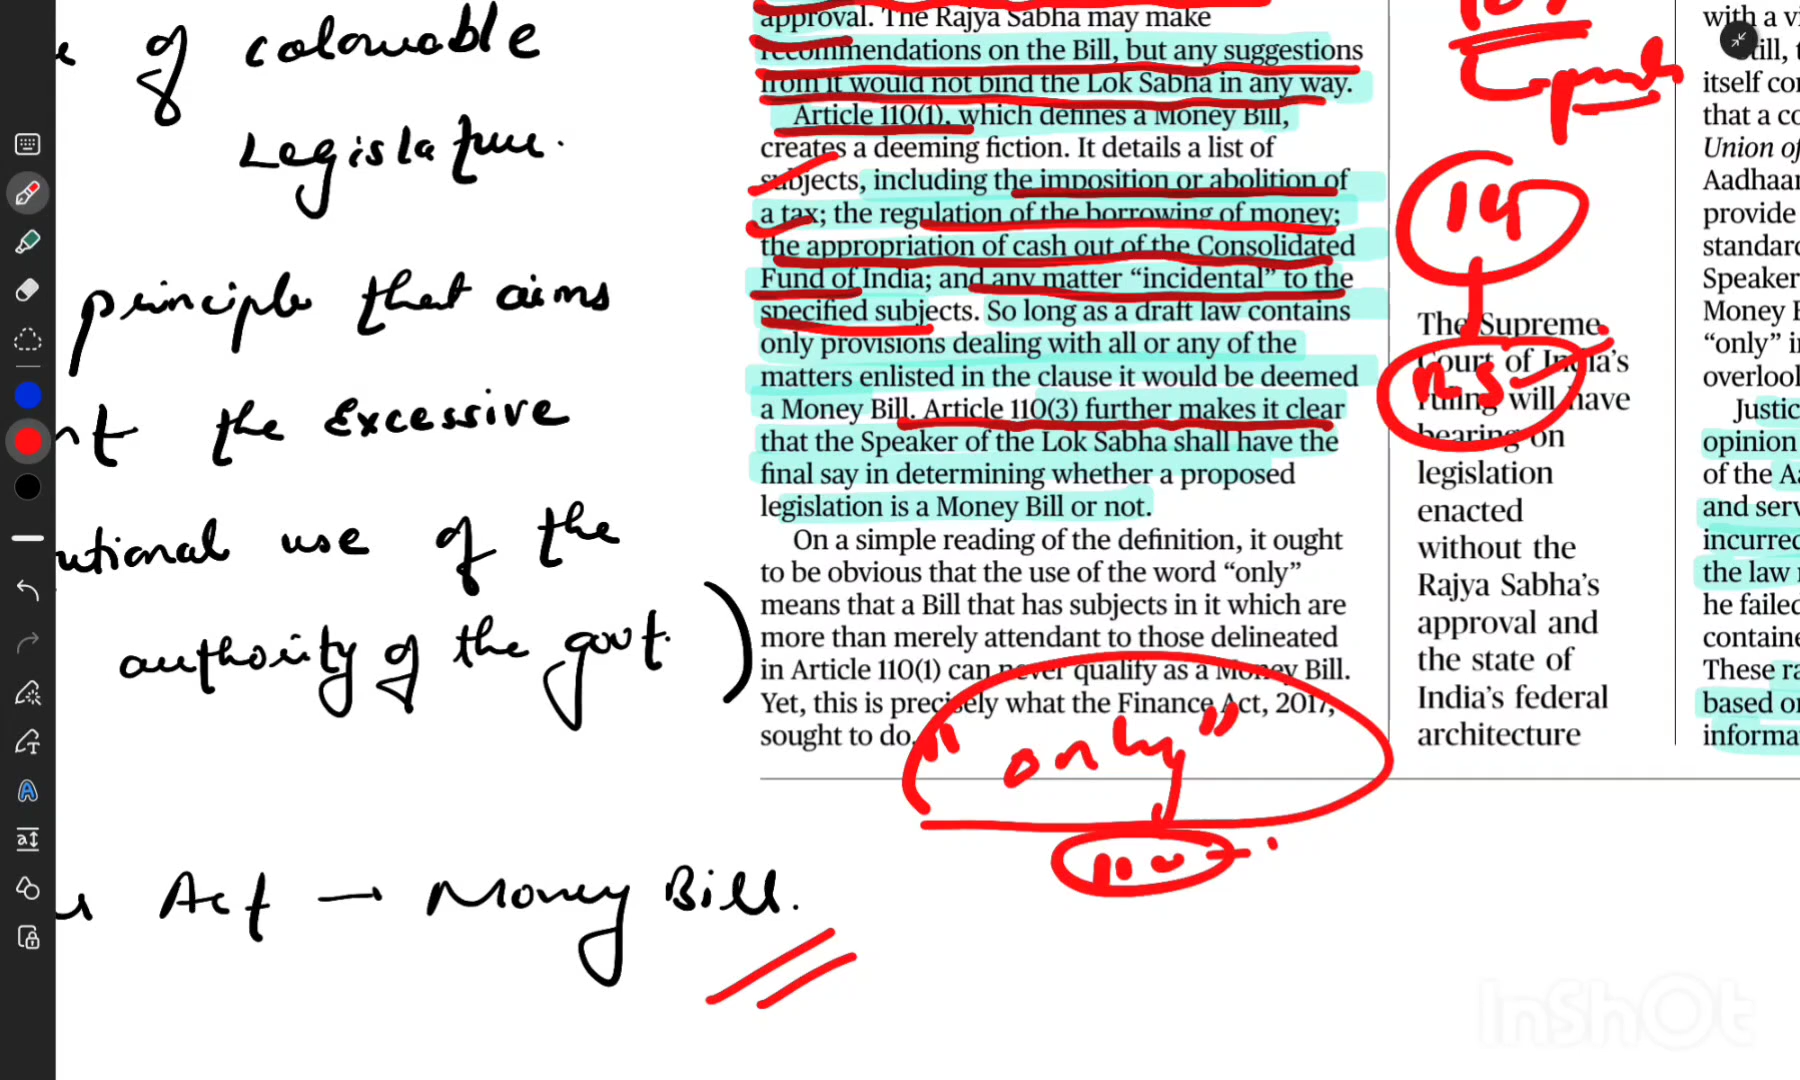 of colourable
Legislature.
principle that aims
the Excessive
utional use of the
authority of the govt. )
Act → Money Bill.
approval. The Rajya Sabha may make
recommendations on the Bill, but any suggestions
from it would not bind the Lok Sabha in any way.
Article 110(1), which defines a Money Bill,
creates a deeming fiction. It details a list of
subjects, including the imposition or abolition of
a tax; the regulation of the borrowing of money;
the appropriation of cash out of the Consolidated
Fund of India; and any matter “incidental” to the
specified subjects. So long as a draft law contains
only provisions dealing with all or any of the
matters enlisted in the clause it would be deemed
a Money Bill. Article 110(3) further makes it clear
that the Speaker of the Lok Sabha shall have the
final say in determining whether a proposed
legislation is a Money Bill or not.
On a simple reading of the definition, it ought
to be obvious that the use of the word “only”
means that a Bill that has subjects in it which are
more than merely attendant to those delineated
in Article 110(1) can never qualify as a Money Bill.
Yet, this is precisely what the Finance Act, 2017,
sought to do.
"only"
14
The Supreme
Court of India’s
ruling will have
bearing on
legislation
enacted
without the
Rajya Sabha’s
approval and
the state of
India’s federal
architecture
with a
itself
that a
Union of
Aadhaar
provide
Speaker
Money
“only”
opinion
of the
and
incurred
the law
he failed
These
based on
InShOt